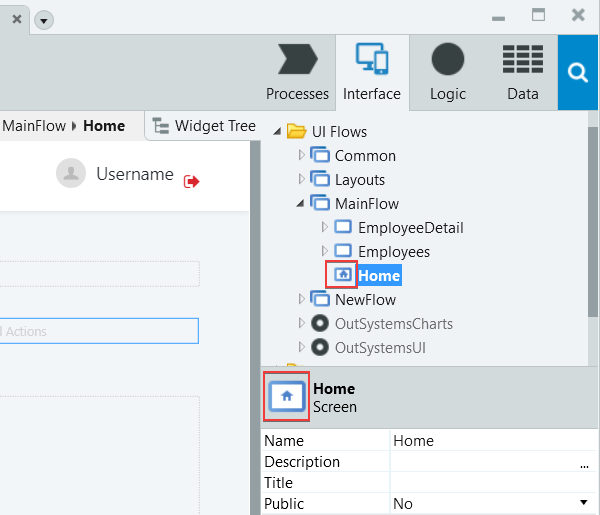 Processes Interface Logic Data
MainFlow Home Widget Tree
UI Flows
Common
Username
Layouts
MainFlow
EmployeeDetail
Employees
Home
NewFlow
OutSystemsCharts
Actions
OutSystemsUI
Home
Screen
Name Home
Description ...
Title
Public No